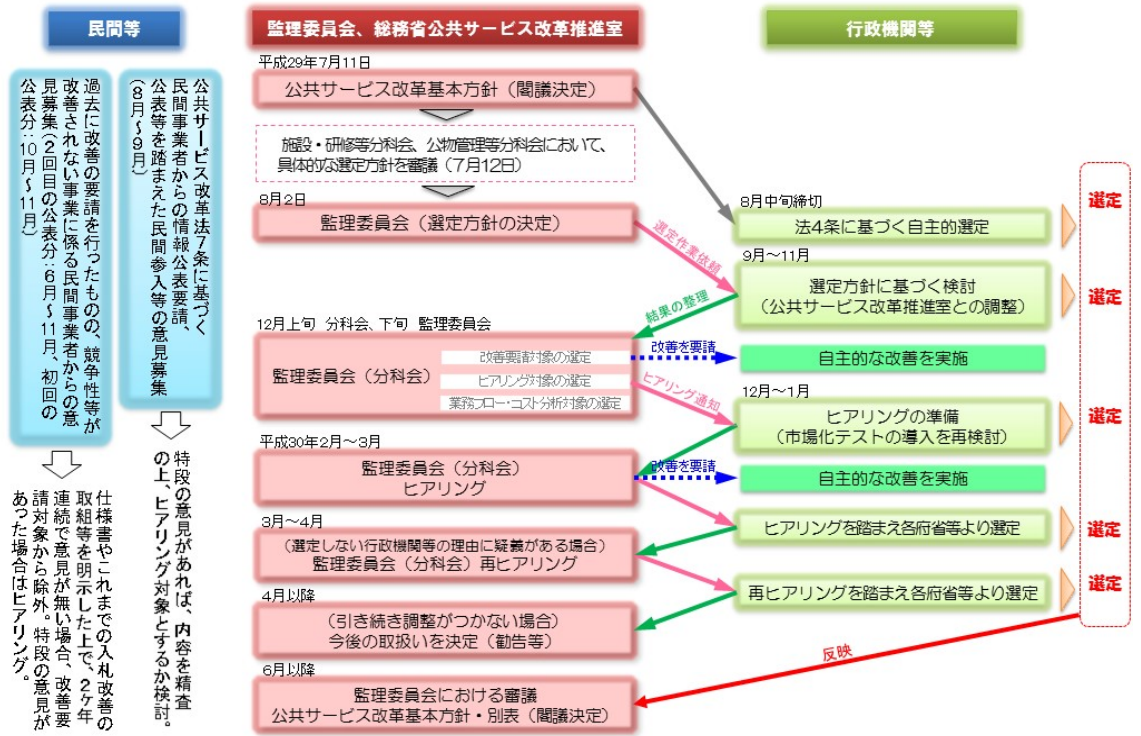 民間等
過去に改善の要請を行ったものの、競争性等が
改善されない事業に係る民間事業者からの意
見募集(2回目の公表分:6月~11月、初回の
公表分:10月~11月)
公共サービス改革法7条に基づく
民間事業者からの情報公表要請、
公表等を踏まえた民間参入等の意見募集
(8月~9月)
仕様書やこれまでの入札改善の
取組等を明示した上で、2ヶ年
連続で意見が無い場合、改善要
請対象から除外。特段の意見が
あった場合はヒアリング。
特段の意見があれば、内容を精査
の上、ヒアリング対象とするか検討。
監理委員会、総務省公共サービス改革推進室
平成29年7月11日
公共サービス改革基本方針(閣議決定)
施設・研修等分科会、公物管理等分科会において、
具体的な選定方針を審議(7月12日)
8月2日
監理委員会(選定方針の決定)
選定作業依頼
結果の整理
12月上旬 分科会、下旬 監理委員会
監理委員会(分科会)
改善要請対象の選定
ヒアリング対象の選定
業務フロー・コスト分析対象の選定
改善を要請
ヒアリング通知
平成30年2月~3月
監理委員会(分科会)
ヒアリング
改善を要請
3月~4月
(選定しない行政機関等の理由に疑義がある場合)
監理委員会(分科会)再ヒアリング
4月以降
(引き続き調整がつかない場合)
今後の取扱いを決定(勧告等)
6月以降
監理委員会における審議
公共サービス改革基本方針・別表(閣議決定)
反映
行政機関等
8月中旬締切
法4条に基づく自主的選定
9月~11月
選定方針に基づく検討
(公共サービス改革推進室との調整)
自主的な改善を実施
12月~1月
ヒアリングの準備
(市場化テストの導入を再検討)
自主的な改善を実施
ヒアリングを踏まえ各府省等より選定
再ヒアリングを踏まえ各府省等より選定
選定
選定
選定
選定
選定